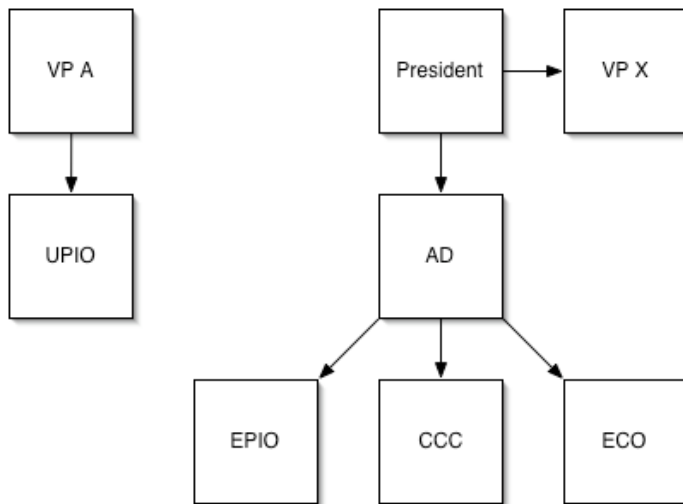 VP A
President
VP X
UPIO
AD
EPIO
CCC
ECO